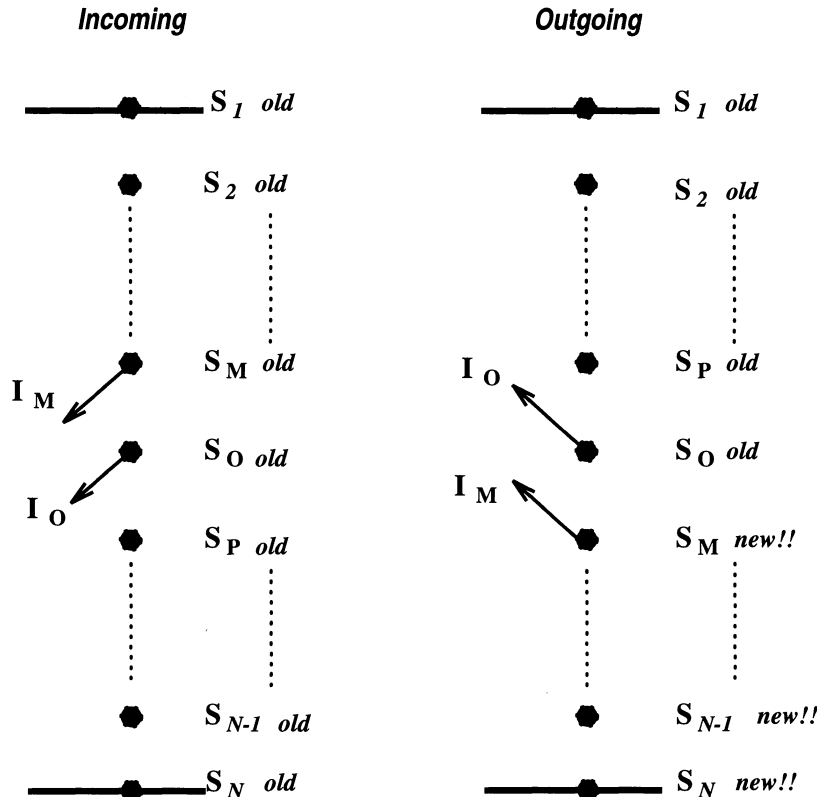 Incoming Outgoing
S1 old S1 old
S2 old S2 old
SM old SP old
IM IO
SO old SO old
IO IM
SP old SM new!!
SN-1 old SN-1 new!!
SN old SN new!!